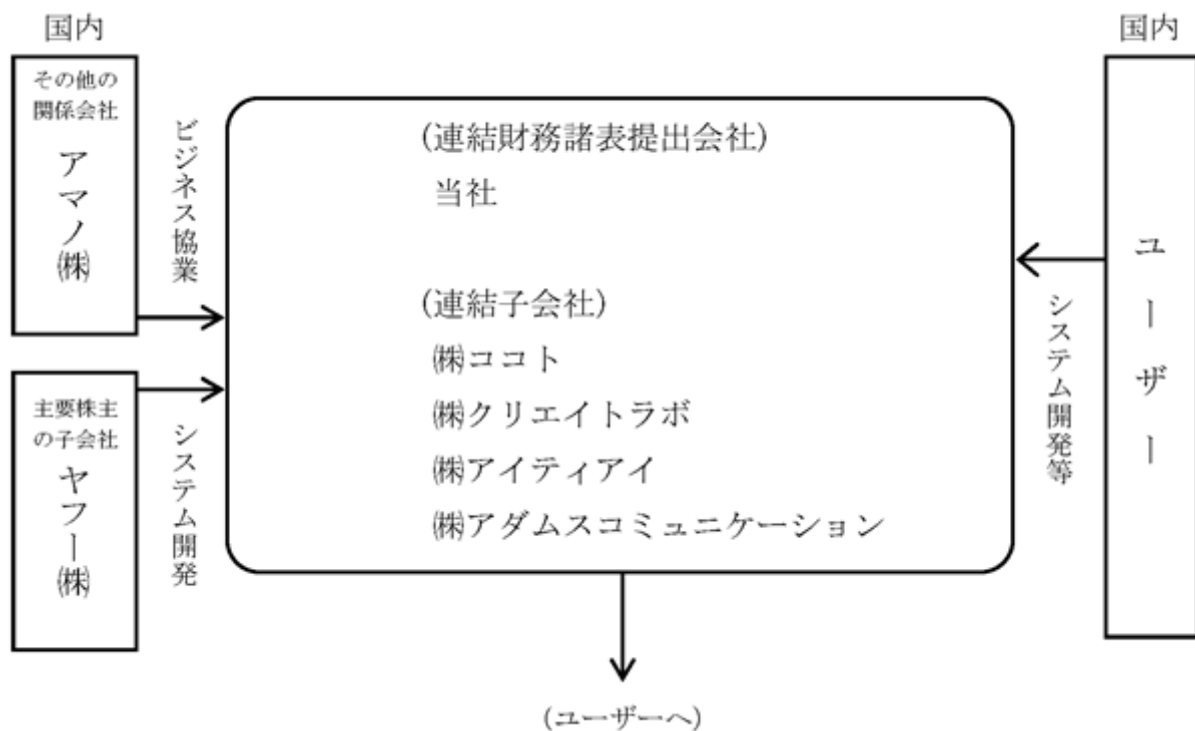 国内
その他の
関係会社
アマノ㈱
ビジネス協業
主要株主
の子会社
ヤフー㈱
システム開発
(連結財務諸表提出会社)
当社
(連結子会社)
㈱ココト
㈱クリエイトラボ
㈱アイティアイ
㈱アダムスコミュニケーション
(ユーザーへ)
国内
ユーザー
システム開発等